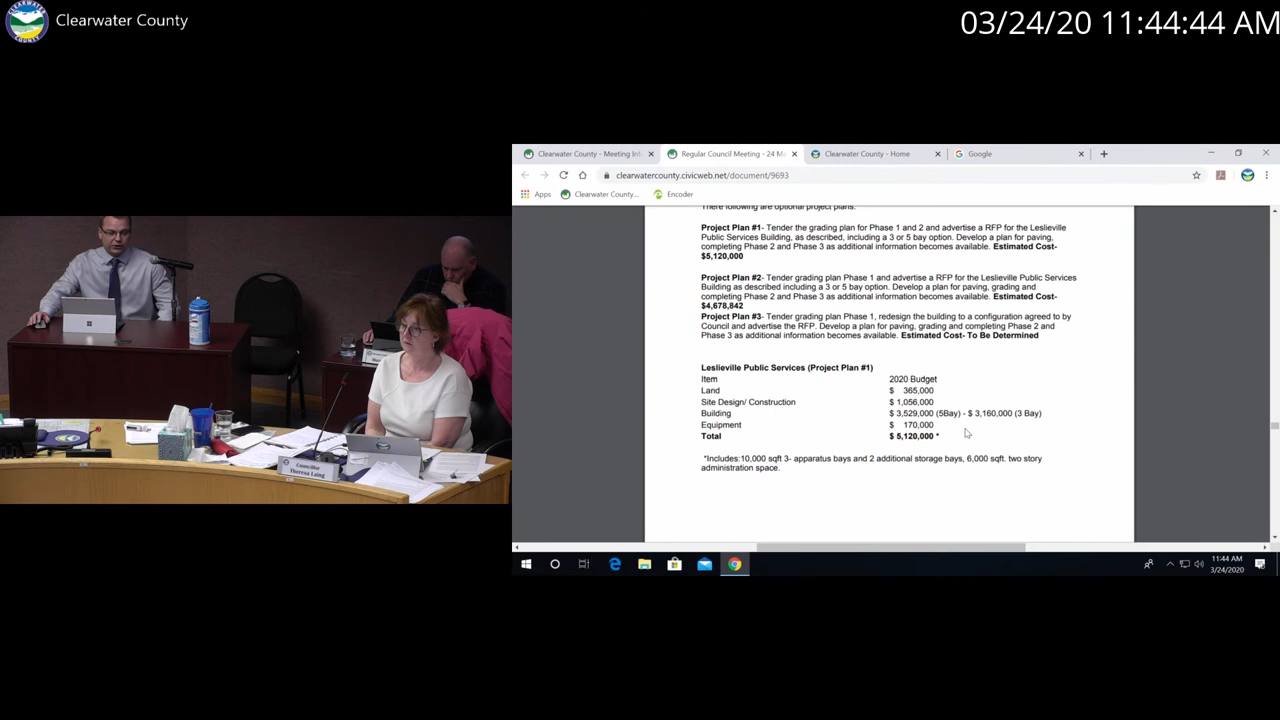 Clearwater County
03/24/20 11:44:44 AM
Clearwater County - Meeting Inf
Regular Council Meeting - 24 M
Clearwater County - Home
Google
clearwatercounty.civicweb.net/document/9693
Apps
Clearwater County...
Encoder
There following are optional project plans.
Project Plan #1- Tender the grading plan for Phase 1 and 2 and advertise a RFP for the Leslieville
Public Services Building, as described, including a 3 or 5 bay option. Develop a plan for paving,
completing Phase 2 and Phase 3 as additional information becomes available. Estimated Cost-
$5,120,000
Project Plan #2- Tender grading plan Phase 1 and advertise a RFP for the Leslieville Public Services
Building as described including a 3 or 5 bay option. Develop a plan for paving, grading and
completing Phase 2 and Phase 3 as additional information becomes available. Estimated Cost-
$4,678,842
Project Plan #3- Tender grading plan Phase 1, redesign the building to a configuration agreed to by
Council and advertise the RFP. Develop a plan for paving, grading and completing Phase 2 and
Phase 3 as additional information becomes available. Estimated Cost- To Be Determined
Leslieville Public Services (Project Plan #1)
Item 2020 Budget
Land $ 365,000
Site Design/ Construction $ 1,056,000
Building $ 3,529,000 (5Bay) - $ 3,160,000 (3 Bay)
Equipment $ 170,000
Total $ 5,120,000 *
*Includes:10,000 sqft 3- apparatus bays and 2 additional storage bays, 6,000 sqft. two story
administration space.
11:44 AM
3/24/2020
Councillor
Theresa Laing